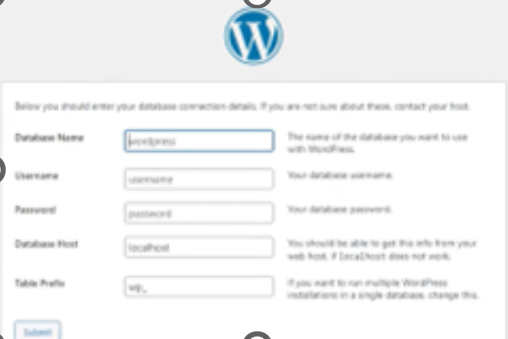 Below you should enter your database connection details. If you are not sure about these, contact your host.
Database Name
wordpress
The name of the database you want to use
with WordPress.
Username
username
Your database username.
Password
password
Your database password.
Database Host
localhost
You should be able to get this info from your
web host, if localhost does not work.
Table Prefix
wp_
If you want to run multiple WordPress
installations in a single database, change this.
Submit